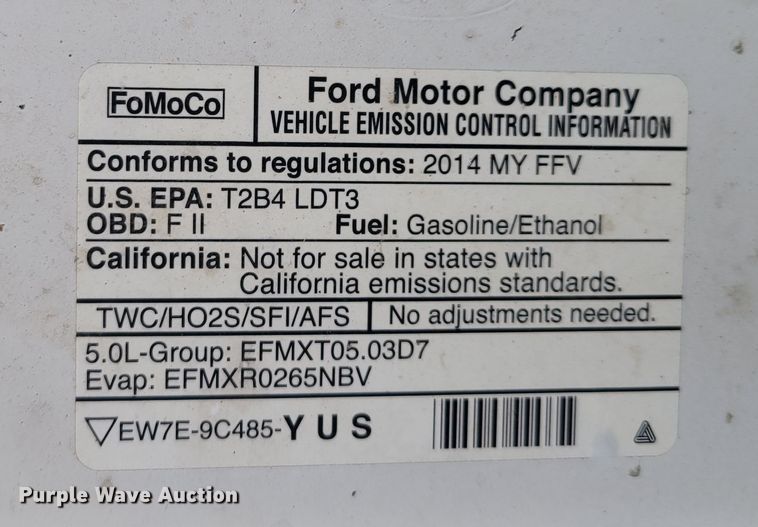 FoMoCo
Ford Motor Company
VEHICLE EMISSION CONTROL INFORMATION
Conforms to regulations: 2014 MY FFV
U.S. EPA: T2B4 LDT3
OBD: F II Fuel: Gasoline/Ethanol
California: Not for sale in states with
California emissions standards.
TWC/HO2S/SFI/AFS No adjustments needed.
5.0L-Group: EFMXT05.03D7
Evap: EFMXR0265NBV
EW7E-9C485-Y U S
Purple Wave Auction